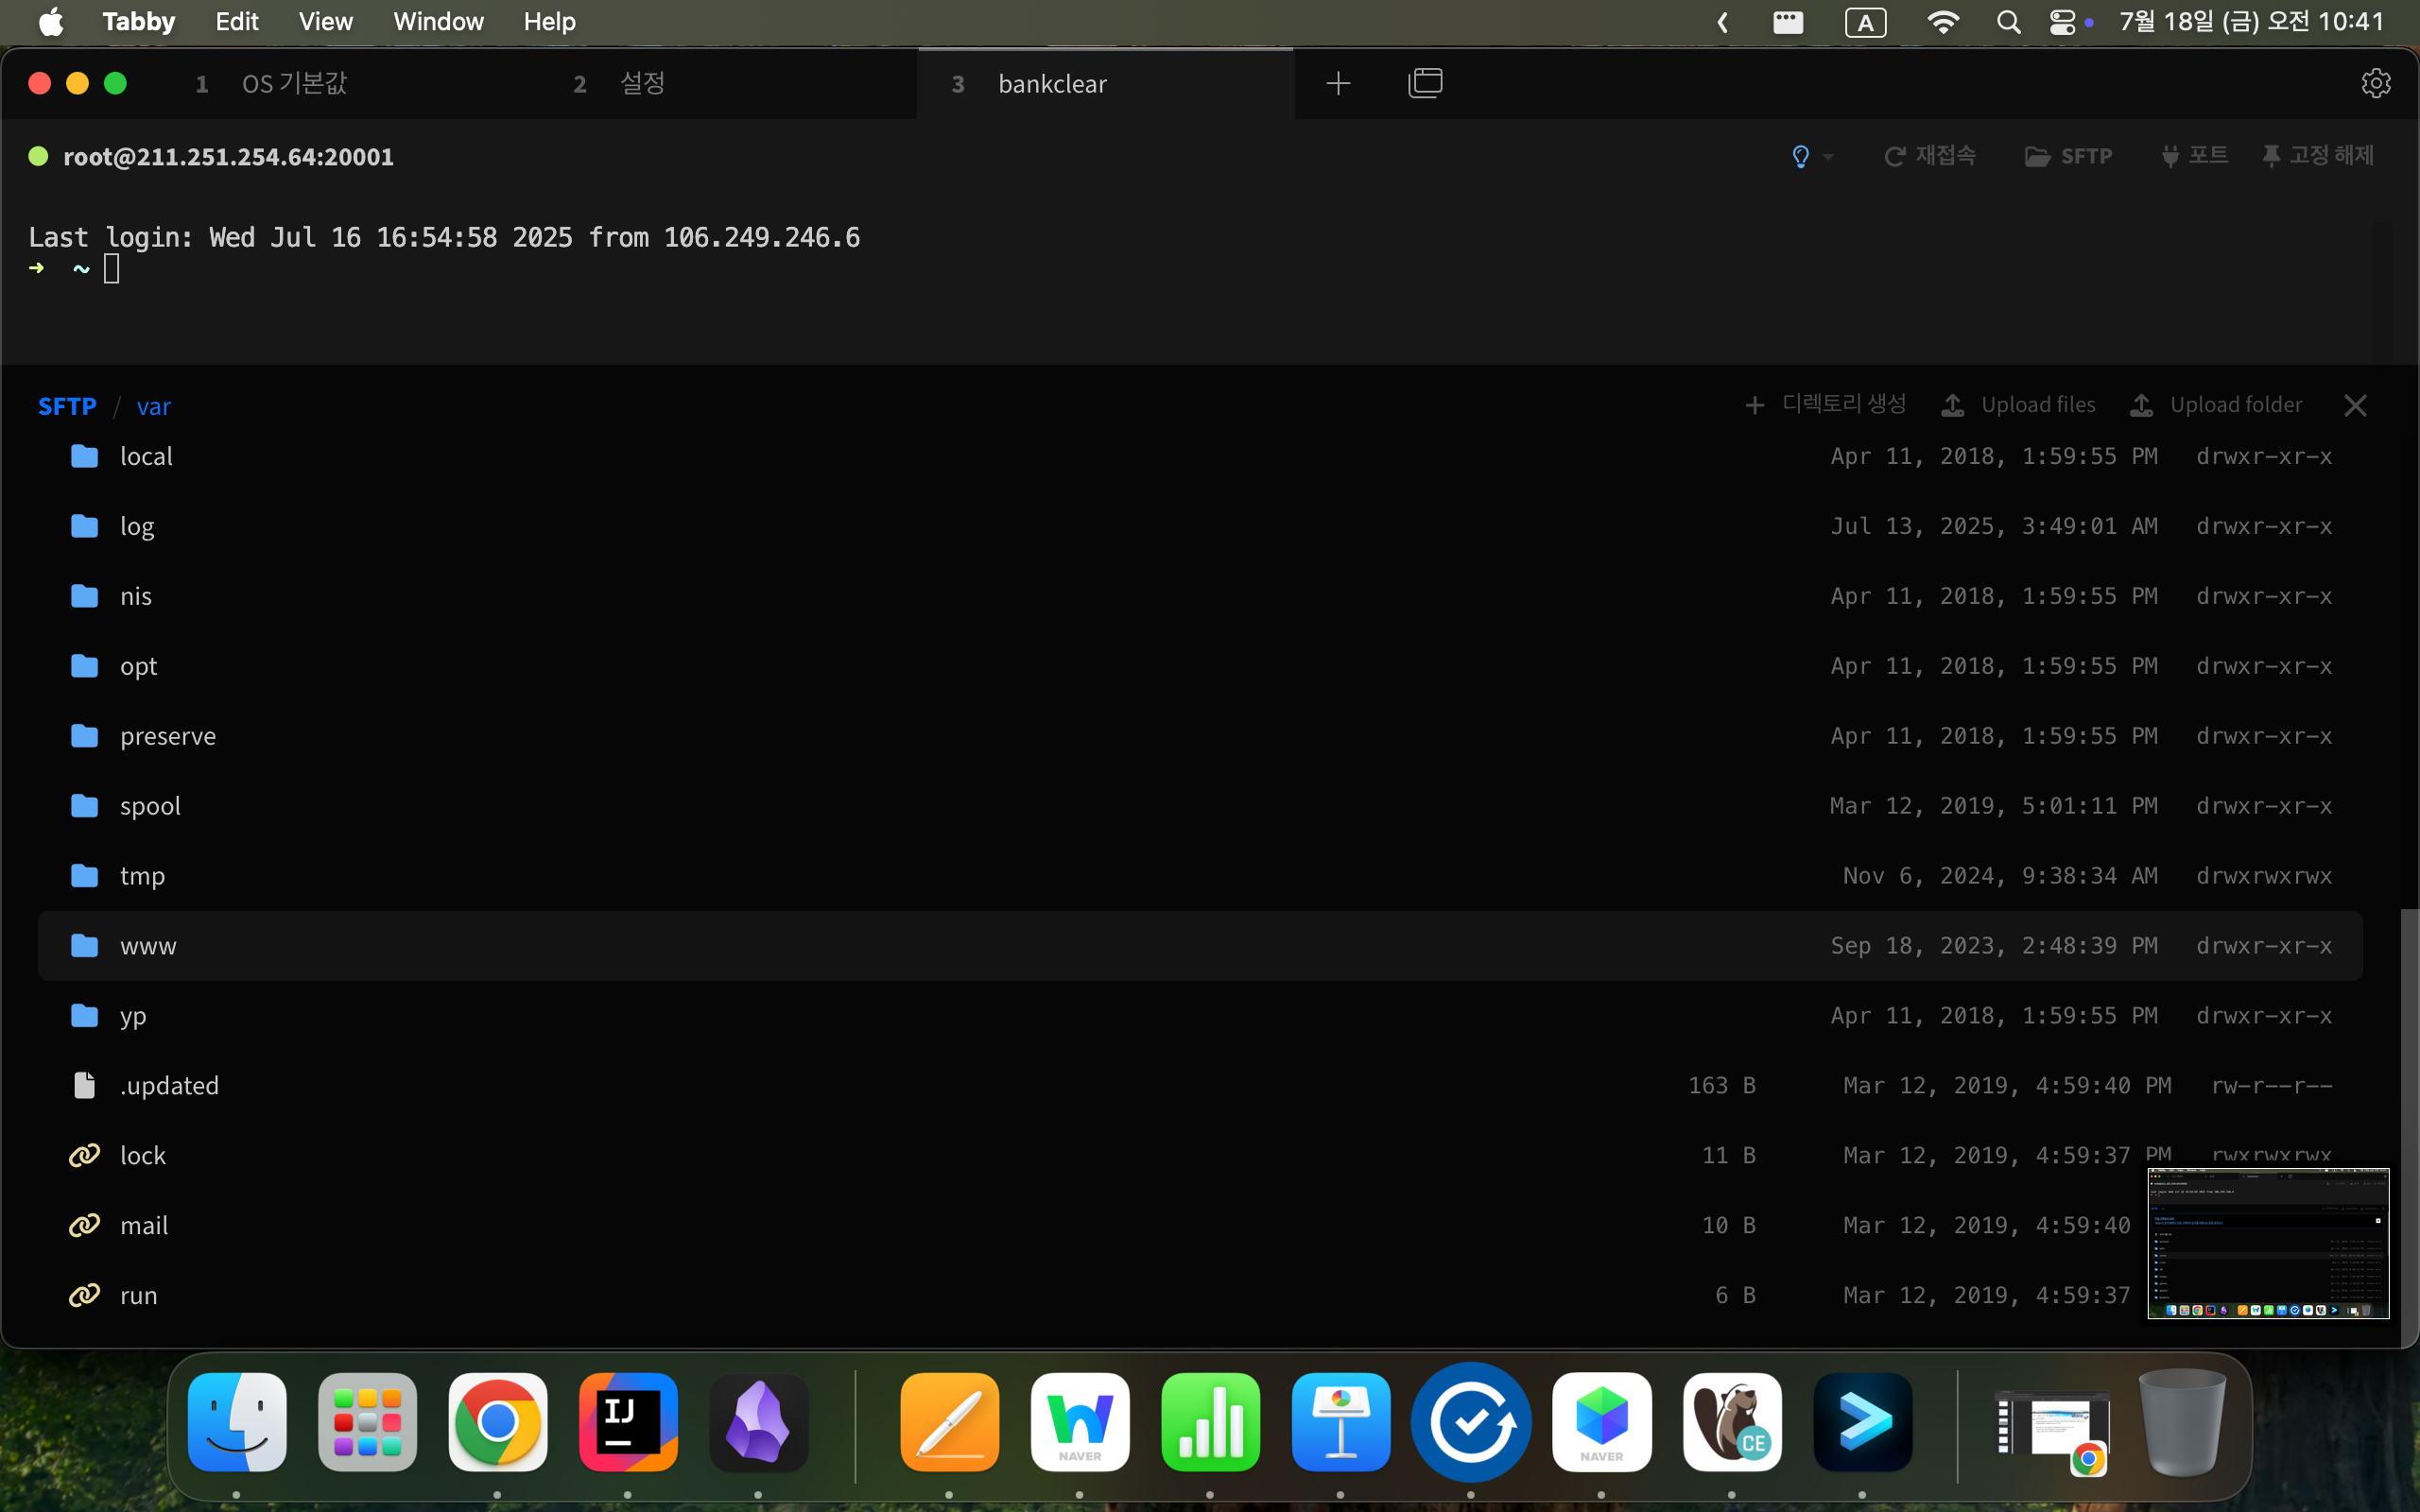 Tabby Edit View Window Help A 7월 18일 (금) 오전 10:41
1 OS 기본값 2 설정 3 bankclear
root@211.251.254.64:20001 재접속 SFTP 포트 고정 해제
Last login: Wed Jul 16 16:54:58 2025 from 106.249.246.6
➜ ~
SFTP / var + 디렉토리 생성 Upload files Upload folder
local Apr 11, 2018, 1:59:55 PM drwxr-xr-x
log Jul 13, 2025, 3:49:01 AM drwxr-xr-x
nis Apr 11, 2018, 1:59:55 PM drwxr-xr-x
opt Apr 11, 2018, 1:59:55 PM drwxr-xr-x
preserve Apr 11, 2018, 1:59:55 PM drwxr-xr-x
spool Mar 12, 2019, 5:01:11 PM drwxr-xr-x
tmp Nov 6, 2024, 9:38:34 AM drwxrwxrwx
www Sep 18, 2023, 2:48:39 PM drwxr-xr-x
yp Apr 11, 2018, 1:59:55 PM drwxr-xr-x
.updated 163 B Mar 12, 2019, 4:59:40 PM rw-r--r--
lock 11 B Mar 12, 2019, 4:59:37 PM rwxrwxrwx
mail 10 B Mar 12, 2019, 4:59:40
run 6 B Mar 12, 2019, 4:59:37
IJ NAVER NAVER CE